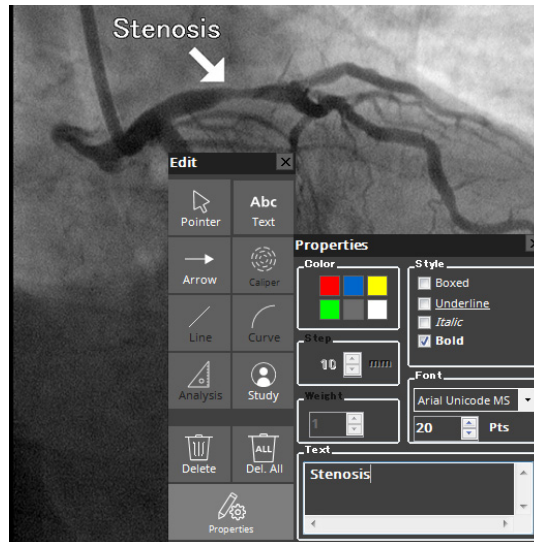 Stenosis
Edit
Pointer
Abc
Text
Arrow
Caliper
Line
Curve
Analysis
Study
Delete
ALL
Del. All
Properties
Properties
Color
Step
10 mm
Weight
1
Style
Boxed
Underline
Italic
Bold
Font
Arial Unicode MS
20 Pts
Text
Stenosis